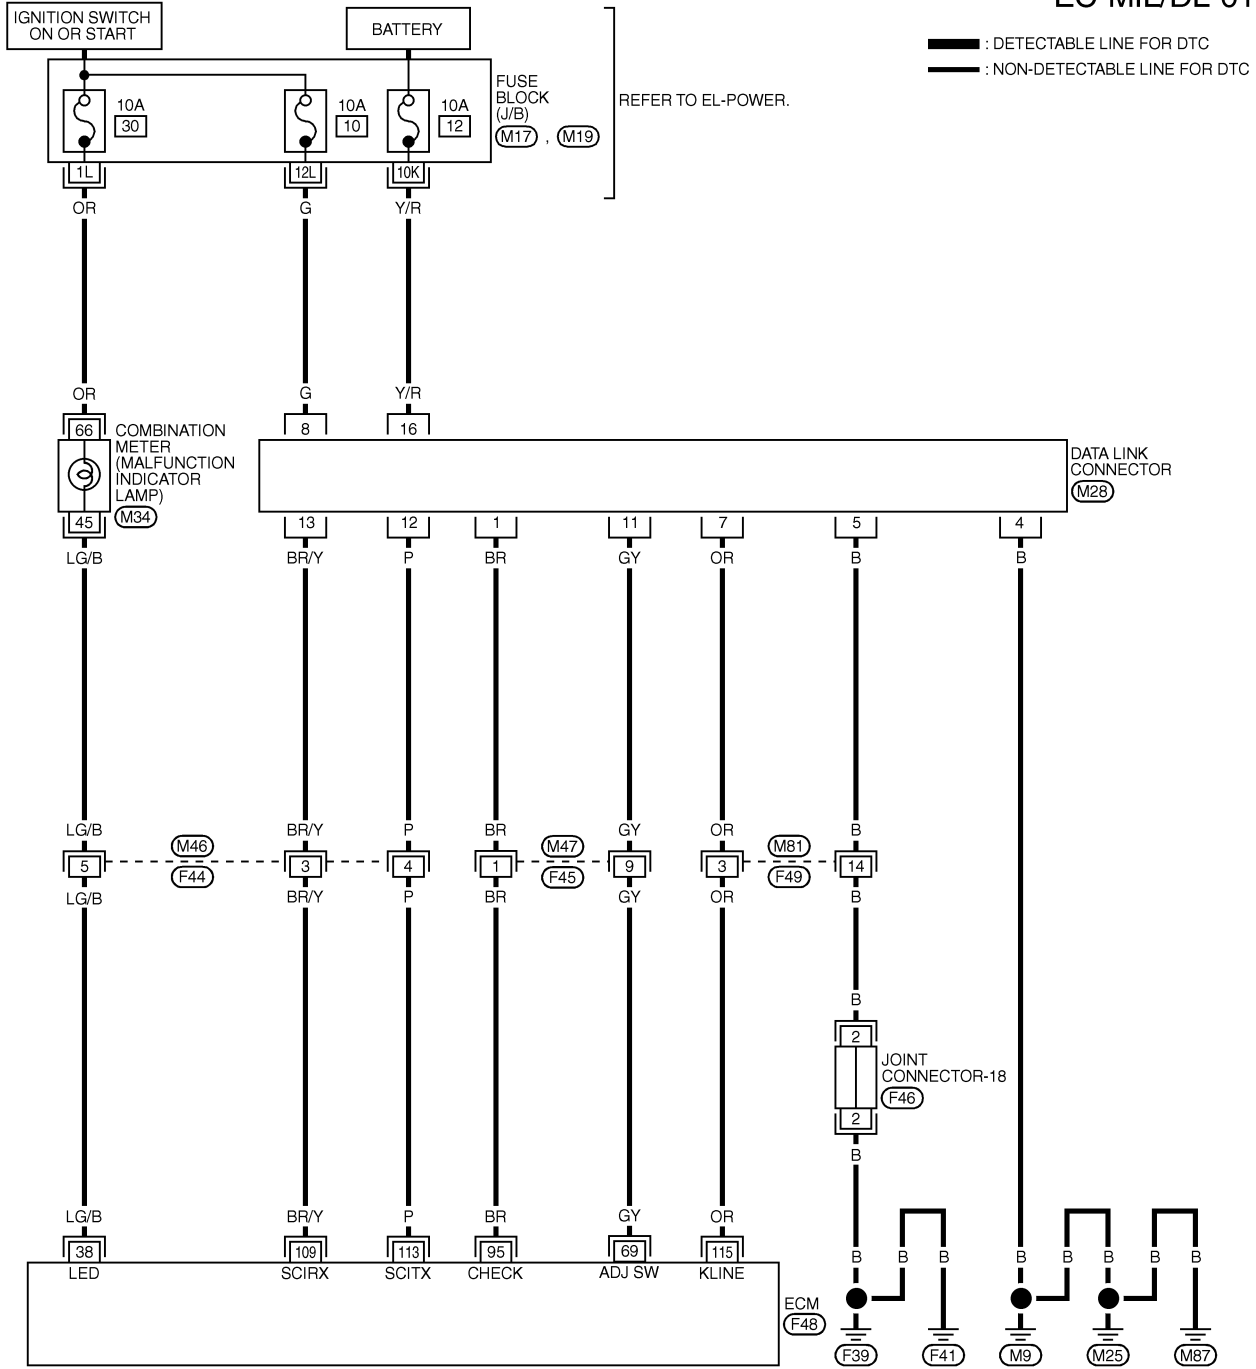 IGNITION SWITCH
ON OR START
BATTERY
: DETECTABLE LINE FOR DTC
: NON-DETECTABLE LINE FOR DTC
10A
30
10A
10
10A
12
FUSE
BLOCK
(J/B)
M17 , M19
REFER TO EL-POWER.
1L 12L 10K
OR G Y/R
OR G Y/R
66 8 16
COMBINATION
METER
(MALFUNCTION
INDICATOR
LAMP)
M34
DATA LINK
CONNECTOR
M28
45 13 12 1 11 7 5 4
LG/B BR/Y P BR GY OR B B
LG/B BR/Y P BR GY OR B
M46 M47 M81
5 3 4 1 9 3 14
F44 F45 F49
LG/B BR/Y P BR GY OR B
B
2
JOINT
CONNECTOR-18
F46
2
B
LG/B BR/Y P BR GY OR
B B B B B B B B
38 109 113 95 69 115
LED SCIRX SCITX CHECK ADJ SW KLINE
ECM
F48
F39 F41 M9 M25 M87